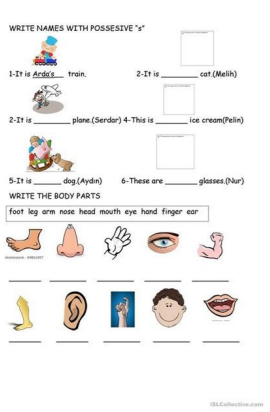 WRITE NAMES WITH POSSESIVE "s"
1-It is Arda's train. 2-It is ________ cat.(Melih)
2-It is ________ plane.(Serdar) 4-This is ________ ice cream(Pelin)
5-It is ______ dog.(Aydın) 6-These are _______ glasses.(Nur)
WRITE THE BODY PARTS
foot leg arm nose head mouth eye hand finger ear
iSLCollective.com